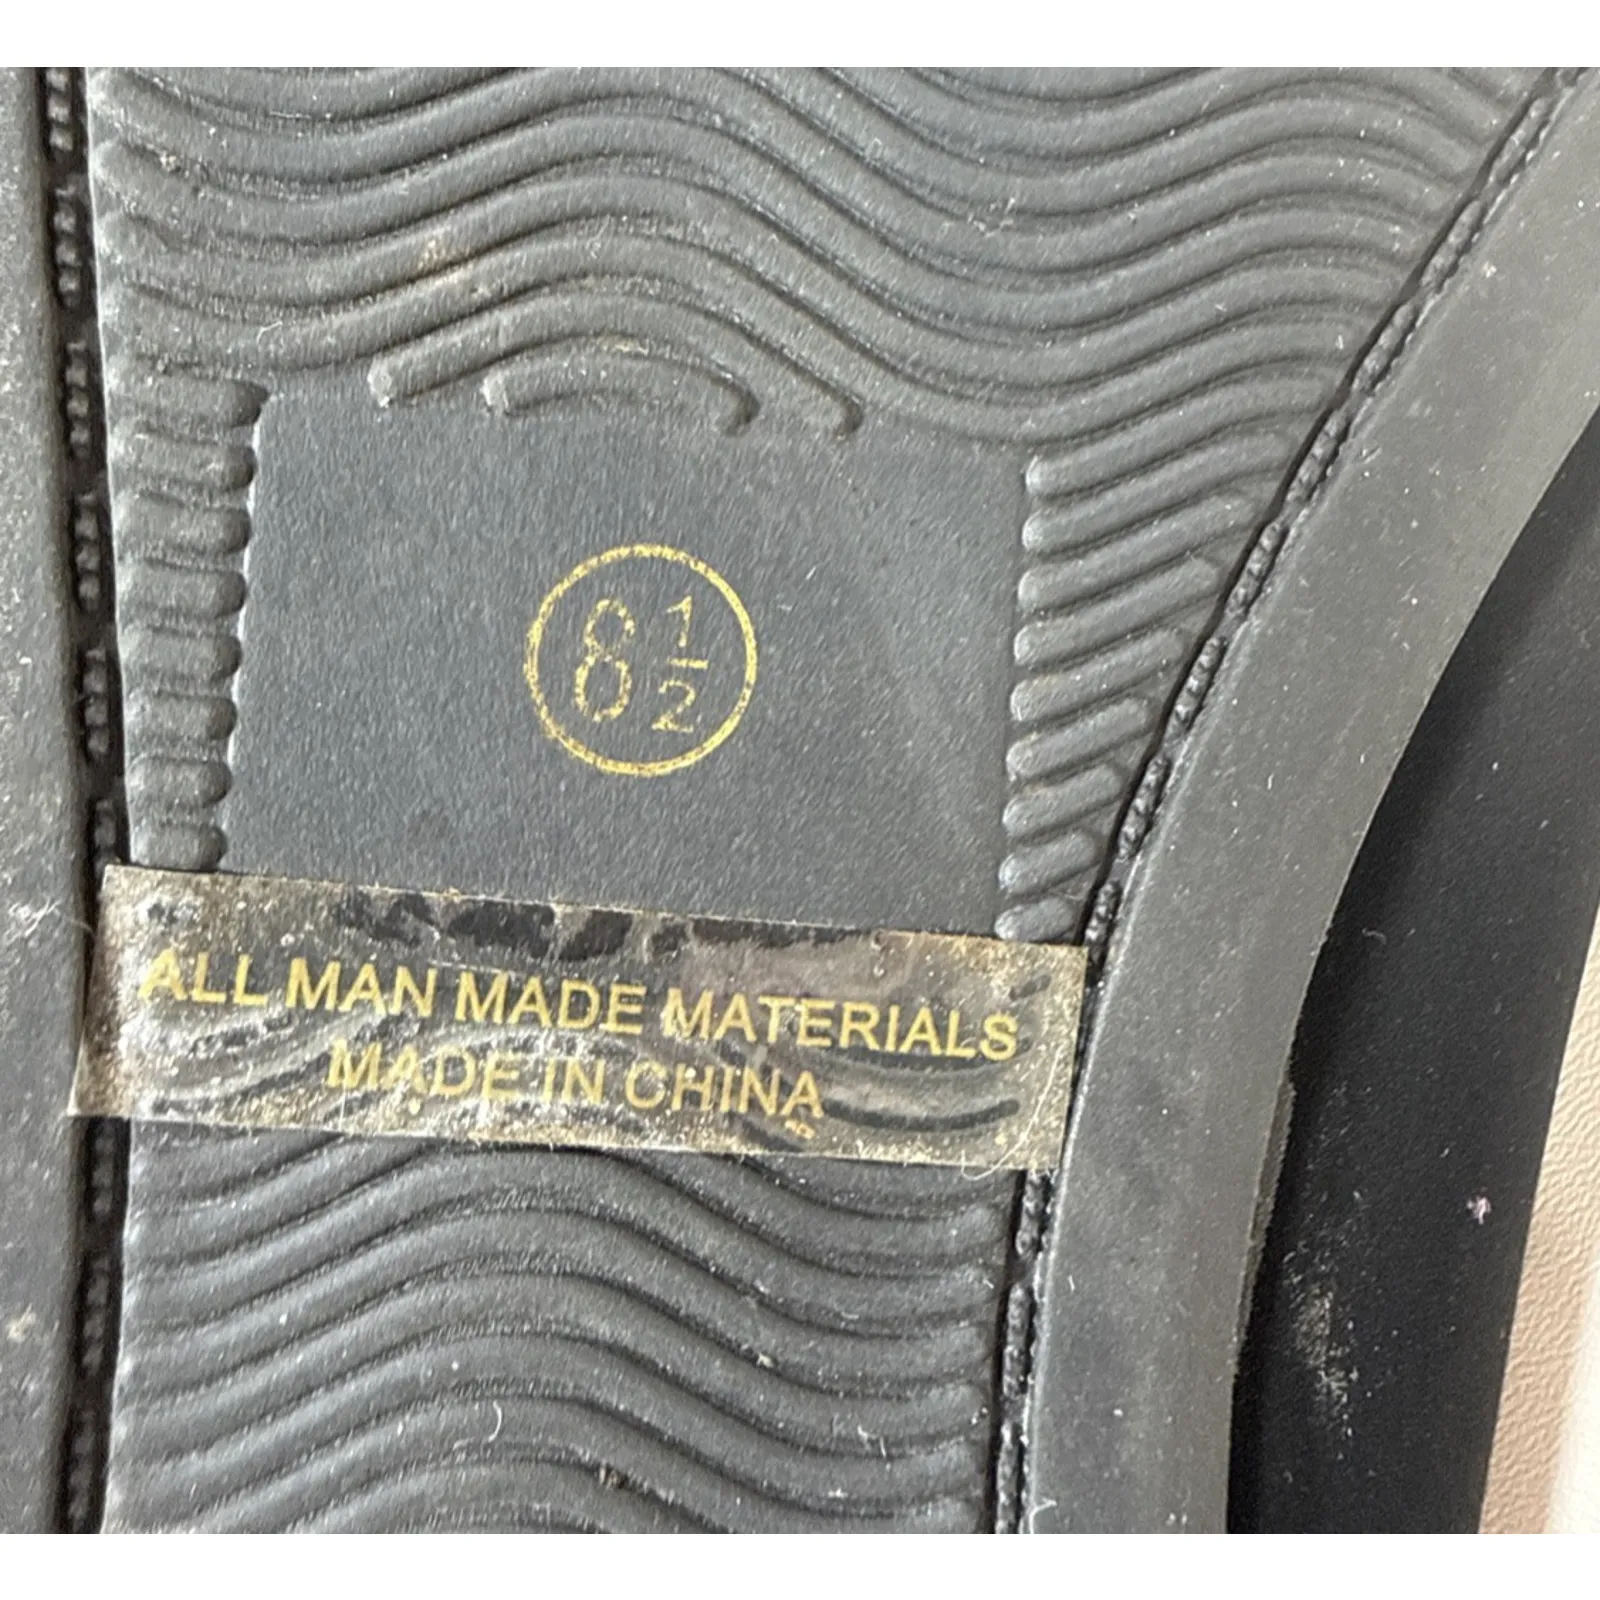 8 1/2
ALL MAN MADE MATERIALS
MADE IN CHINA